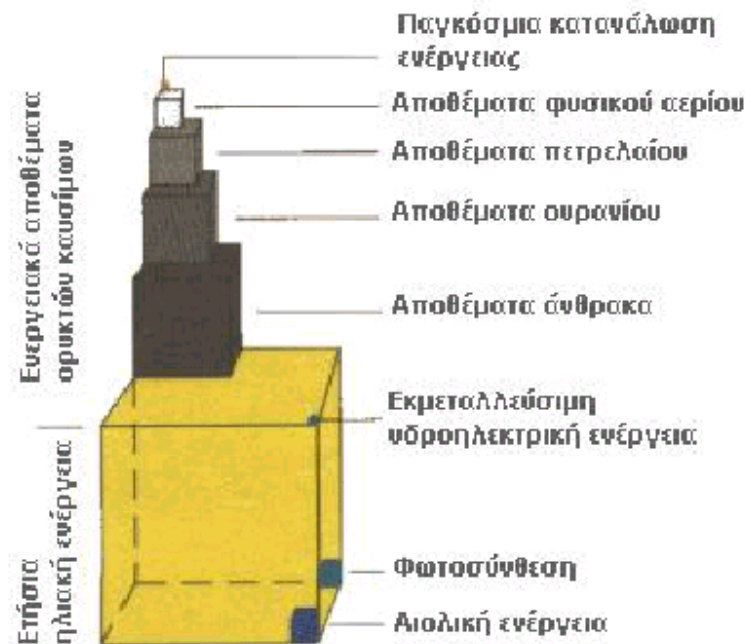 Παγκόσμια κατανάλωση
ενέργειας
Αποθέματα φυσικού αερίου
Αποθέματα πετρελαίου
Αποθέματα ουρανίου
Αποθέματα άνθρακα
Εκμεταλλεύσιμη
υδροηλεκτρική ενέργεια
Φωτοσύνθεση
Αιολική ενέργεια
Ενεργειακά αποθέματα
ορυκτών καυσίμων
Ετήσια
ηλιακή ενέργεια